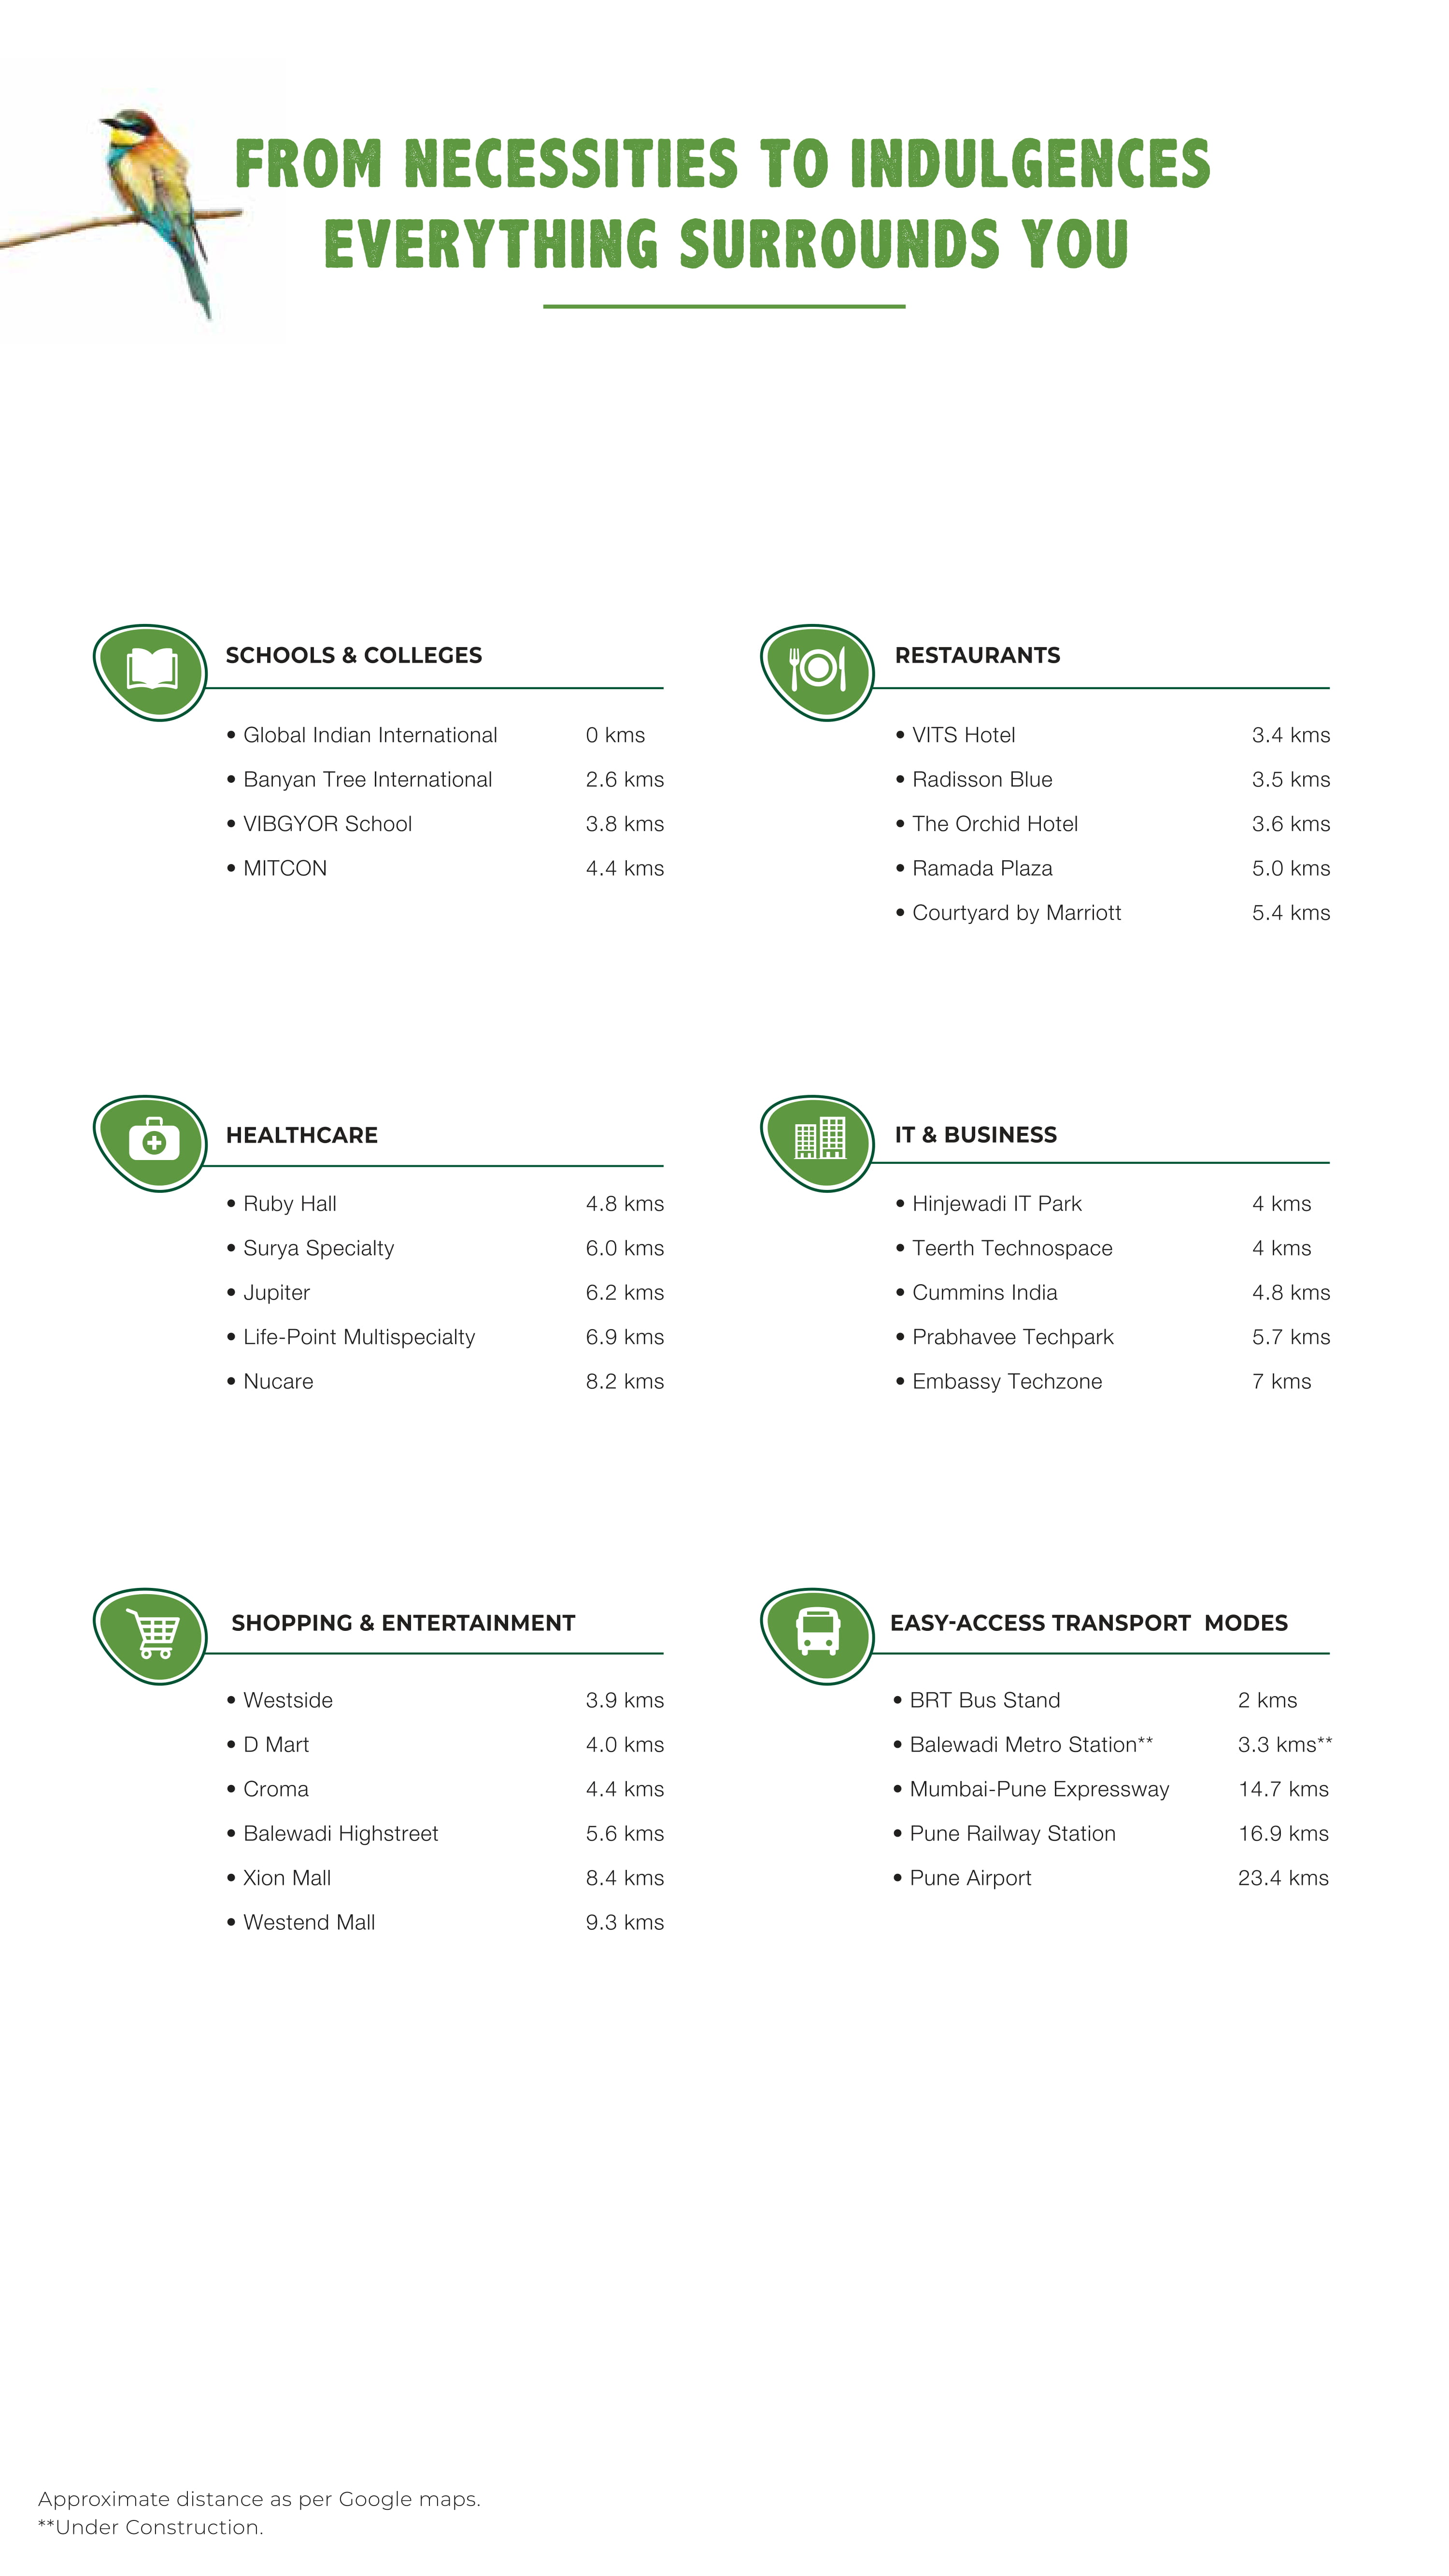 FROM NECESSITIES TO INDULGENCES
EVERYTHING SURROUNDS YOU
SCHOOLS & COLLEGES
• Global Indian International 0 kms
• Banyan Tree International 2.6 kms
• VIBGYOR School 3.8 kms
• MITCON 4.4 kms
RESTAURANTS
• VITS Hotel 3.4 kms
• Radisson Blue 3.5 kms
• The Orchid Hotel 3.6 kms
• Ramada Plaza 5.0 kms
• Courtyard by Marriott 5.4 kms
HEALTHCARE
• Ruby Hall 4.8 kms
• Surya Specialty 6.0 kms
• Jupiter 6.2 kms
• Life-Point Multispecialty 6.9 kms
• Nucare 8.2 kms
IT & BUSINESS
• Hinjewadi IT Park 4 kms
• Teerth Technospace 4 kms
• Cummins India 4.8 kms
• Prabhavee Techpark 5.7 kms
• Embassy Techzone 7 kms
SHOPPING & ENTERTAINMENT
• Westside 3.9 kms
• D Mart 4.0 kms
• Croma 4.4 kms
• Balewadi Highstreet 5.6 kms
• Xion Mall 8.4 kms
• Westend Mall 9.3 kms
EASY-ACCESS TRANSPORT MODES
• BRT Bus Stand 2 kms
• Balewadi Metro Station** 3.3 kms**
• Mumbai-Pune Expressway 14.7 kms
• Pune Railway Station 16.9 kms
• Pune Airport 23.4 kms
Approximate distance as per Google maps.
**Under Construction.